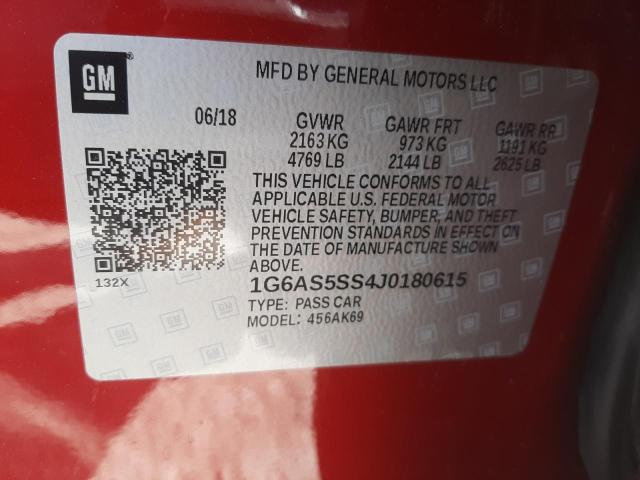 GM
MFD BY GENERAL MOTORS LLC
06/18 GVWR GAWR FRT GAWR RR
2163 KG 973 KG 1191 KG
4769 LB 2144 LB 2625 LB
THIS VEHICLE CONFORMS TO ALL
APPLICABLE U.S. FEDERAL MOTOR
VEHICLE SAFETY, BUMPER, AND THEFT
PREVENTION STANDARDS IN EFFECT ON
THE DATE OF MANUFACTURE SHOWN
ABOVE.
132X
1G6AS5SS4J0180615
TYPE: PASS CAR
MODEL: 456AK69